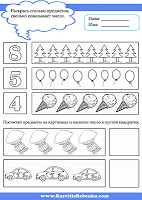 Раскрась столько предметов,
сколько показывает число.
Дата:
Имя:
8
5
4
Посчитай предметы на картинках и напиши число в пустой квадратик.
www.RazvitieRebenka.com